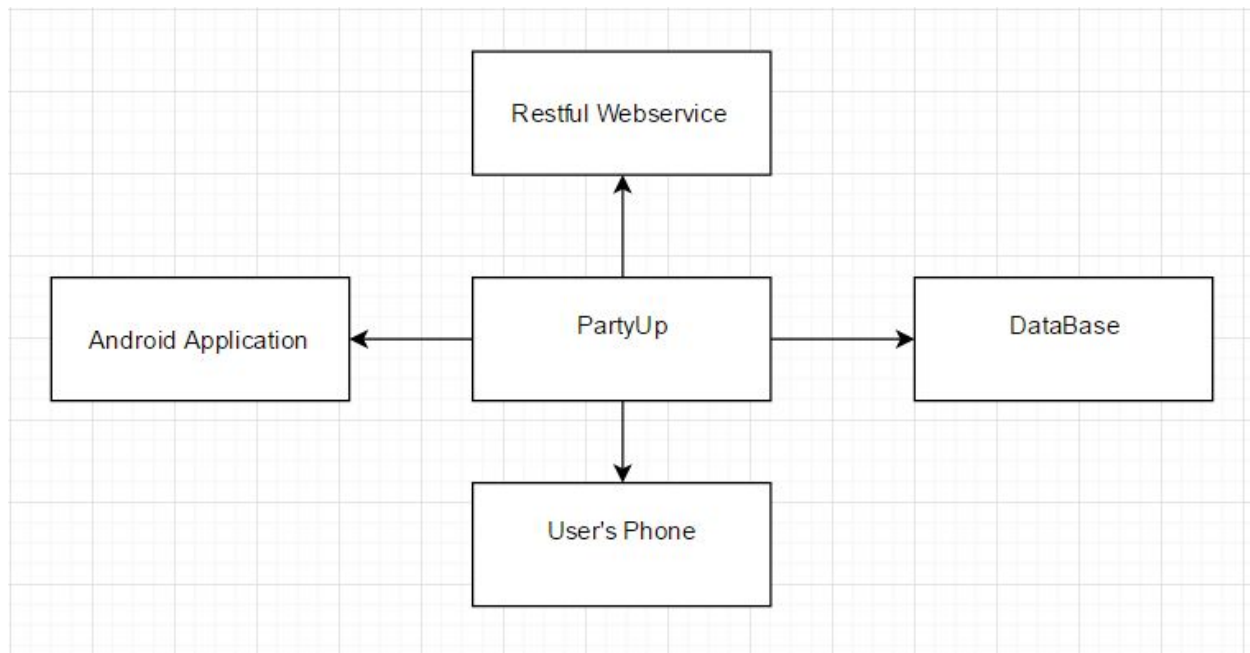 Restful Webservice
Android Application
PartyUp
DataBase
User's Phone